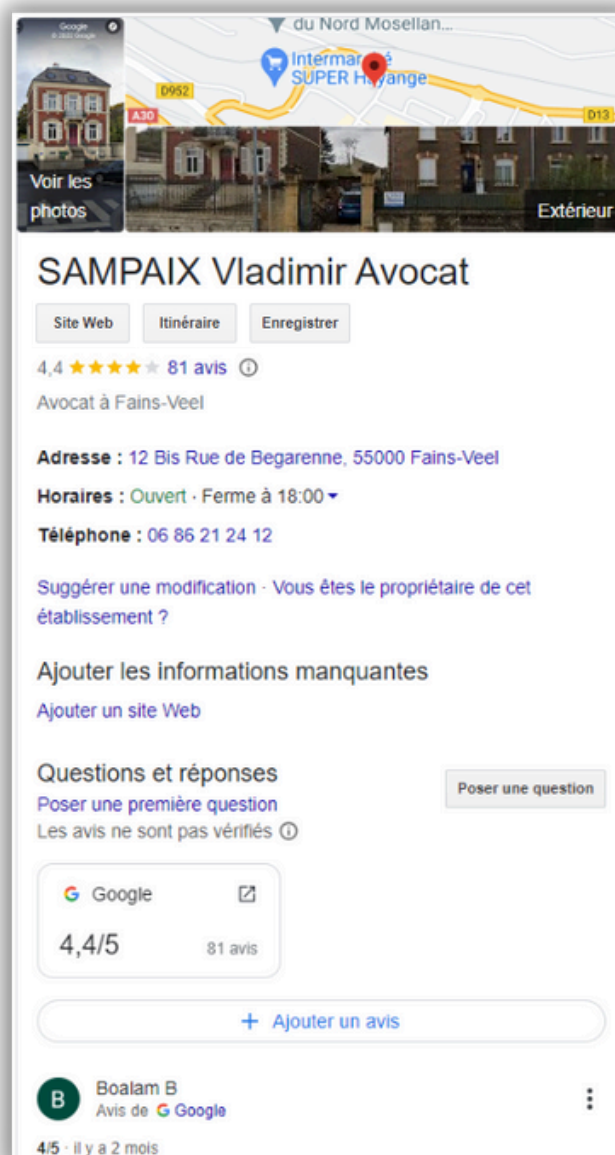 Google
© 2022 Google
du Nord Mosellan...
Intermarché
SUPER Hayange
D952
A30
D13
Voir les
photos
Extérieur
SAMPAIX Vladimir Avocat
Site Web
Itinéraire
Enregistrer
4,4 ★★★★★ 81 avis
Avocat à Fains-Veel
Adresse : 12 Bis Rue de Begarenne, 55000 Fains-Veel
Horaires : Ouvert · Ferme à 18:00
Téléphone : 06 86 21 24 12
Suggérer une modification · Vous êtes le propriétaire de cet
établissement ?
Ajouter les informations manquantes
Ajouter un site Web
Questions et réponses
Poser une première question
Poser une question
Les avis ne sont pas vérifiés
G Google
4,4/5
81 avis
+ Ajouter un avis
B
Boalam B
Avis de G Google
4/5 · il y a 2 mois